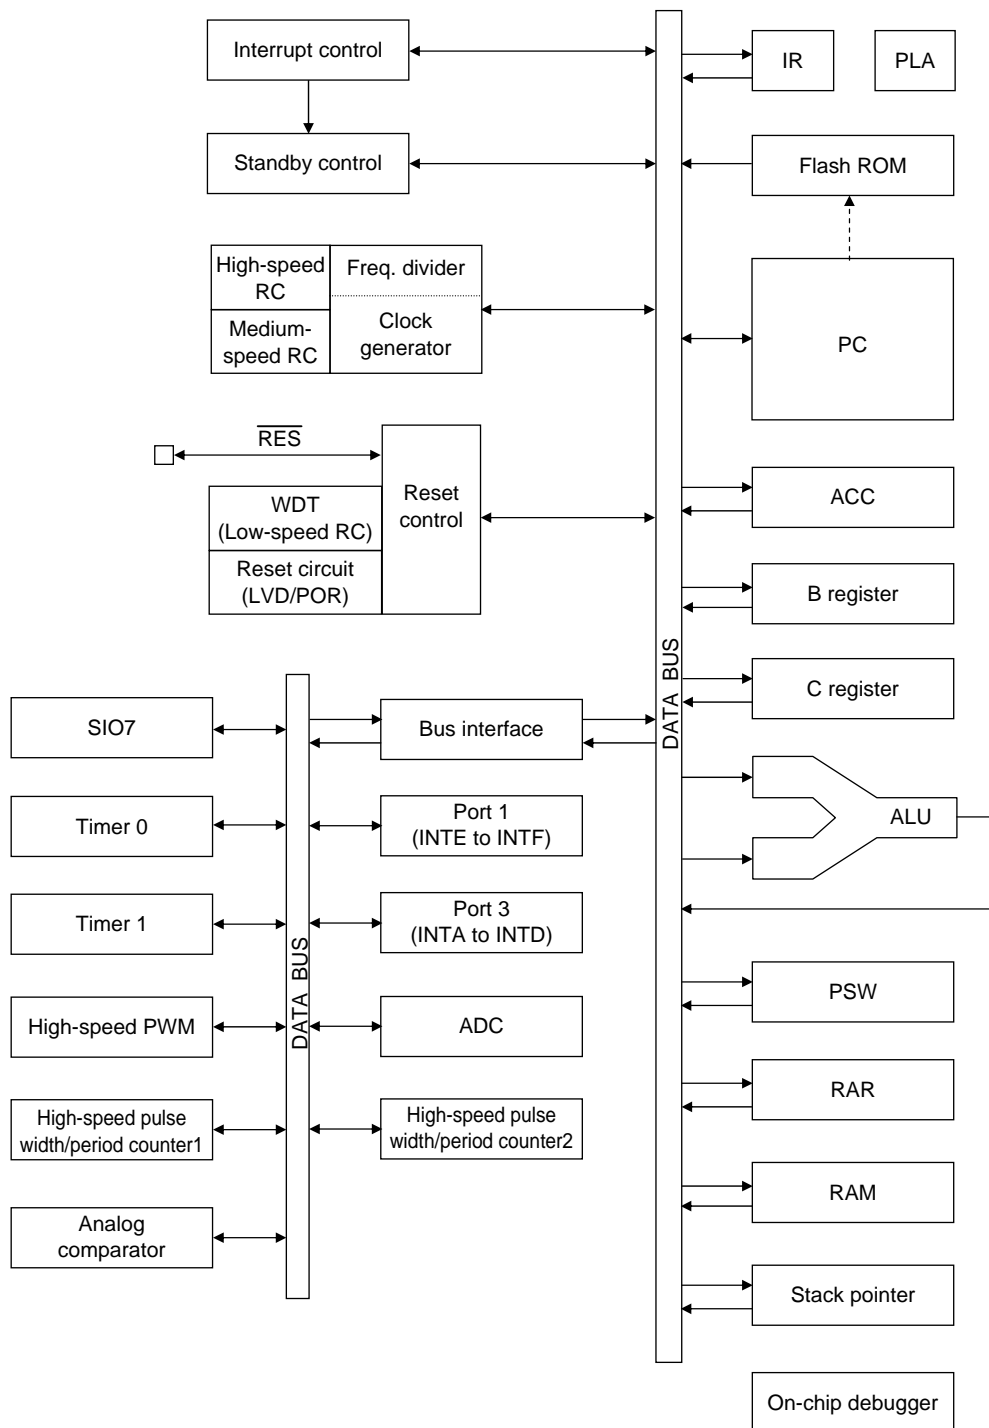 Interrupt control
IR
PLA
Standby control
Flash ROM
High-speed
RC
Freq. divider
Medium-
speed RC
Clock
generator
PC
RES
Reset
control
WDT
(Low-speed RC)
Reset circuit
(LVD/POR)
ACC
B register
C register
DATA BUS
SIO7
Bus interface
Timer 0
Port 1
(INTE to INTF)
ALU
Timer 1
Port 3
(INTA to INTD)
DATA BUS
High-speed PWM
ADC
PSW
High-speed pulse
width/period counter1
High-speed pulse
width/period counter2
RAR
RAM
Analog
comparator
Stack pointer
On-chip debugger